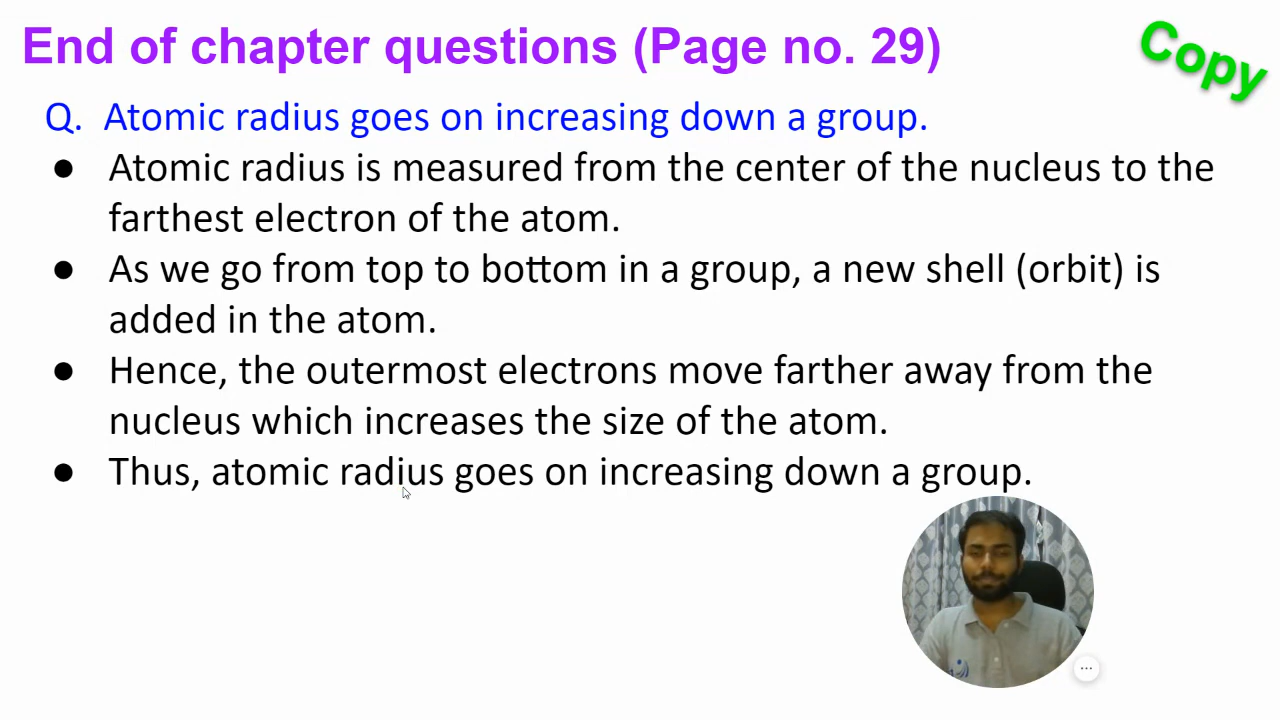 End of chapter questions (Page no. 29)
Copy
Q. Atomic radius goes on increasing down a group.
● Atomic radius is measured from the center of the nucleus to the
farthest electron of the atom.
● As we go from top to bottom in a group, a new shell (orbit) is
added in the atom.
● Hence, the outermost electrons move farther away from the
nucleus which increases the size of the atom.
● Thus, atomic radius goes on increasing down a group.